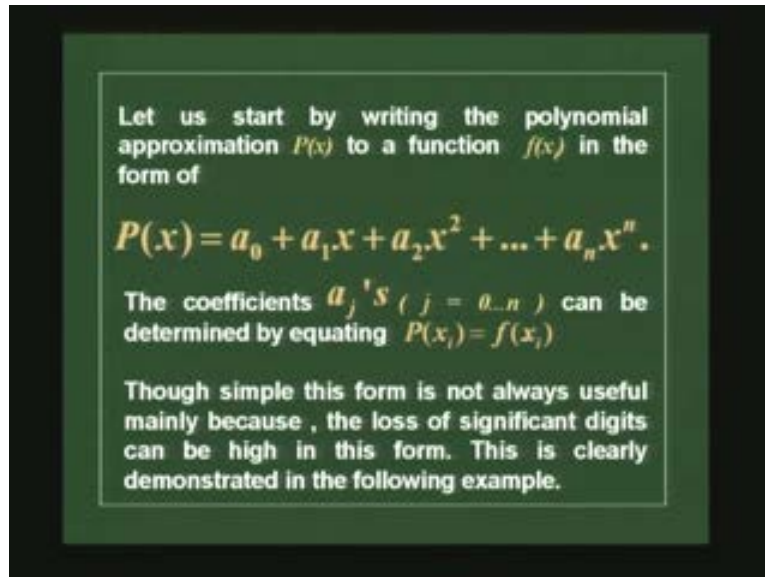 Let us start by writing the polynomial
approximation P(x) to a function f(x) in the
form of
P(x) = a₀ + a₁x + a₂x² + ... + aₙxⁿ.
The coefficients aⱼ's ( j = 0...n ) can be
determined by equating P(xᵢ) = f(xᵢ)
Though simple this form is not always useful
mainly because , the loss of significant digits
can be high in this form. This is clearly
demonstrated in the following example.